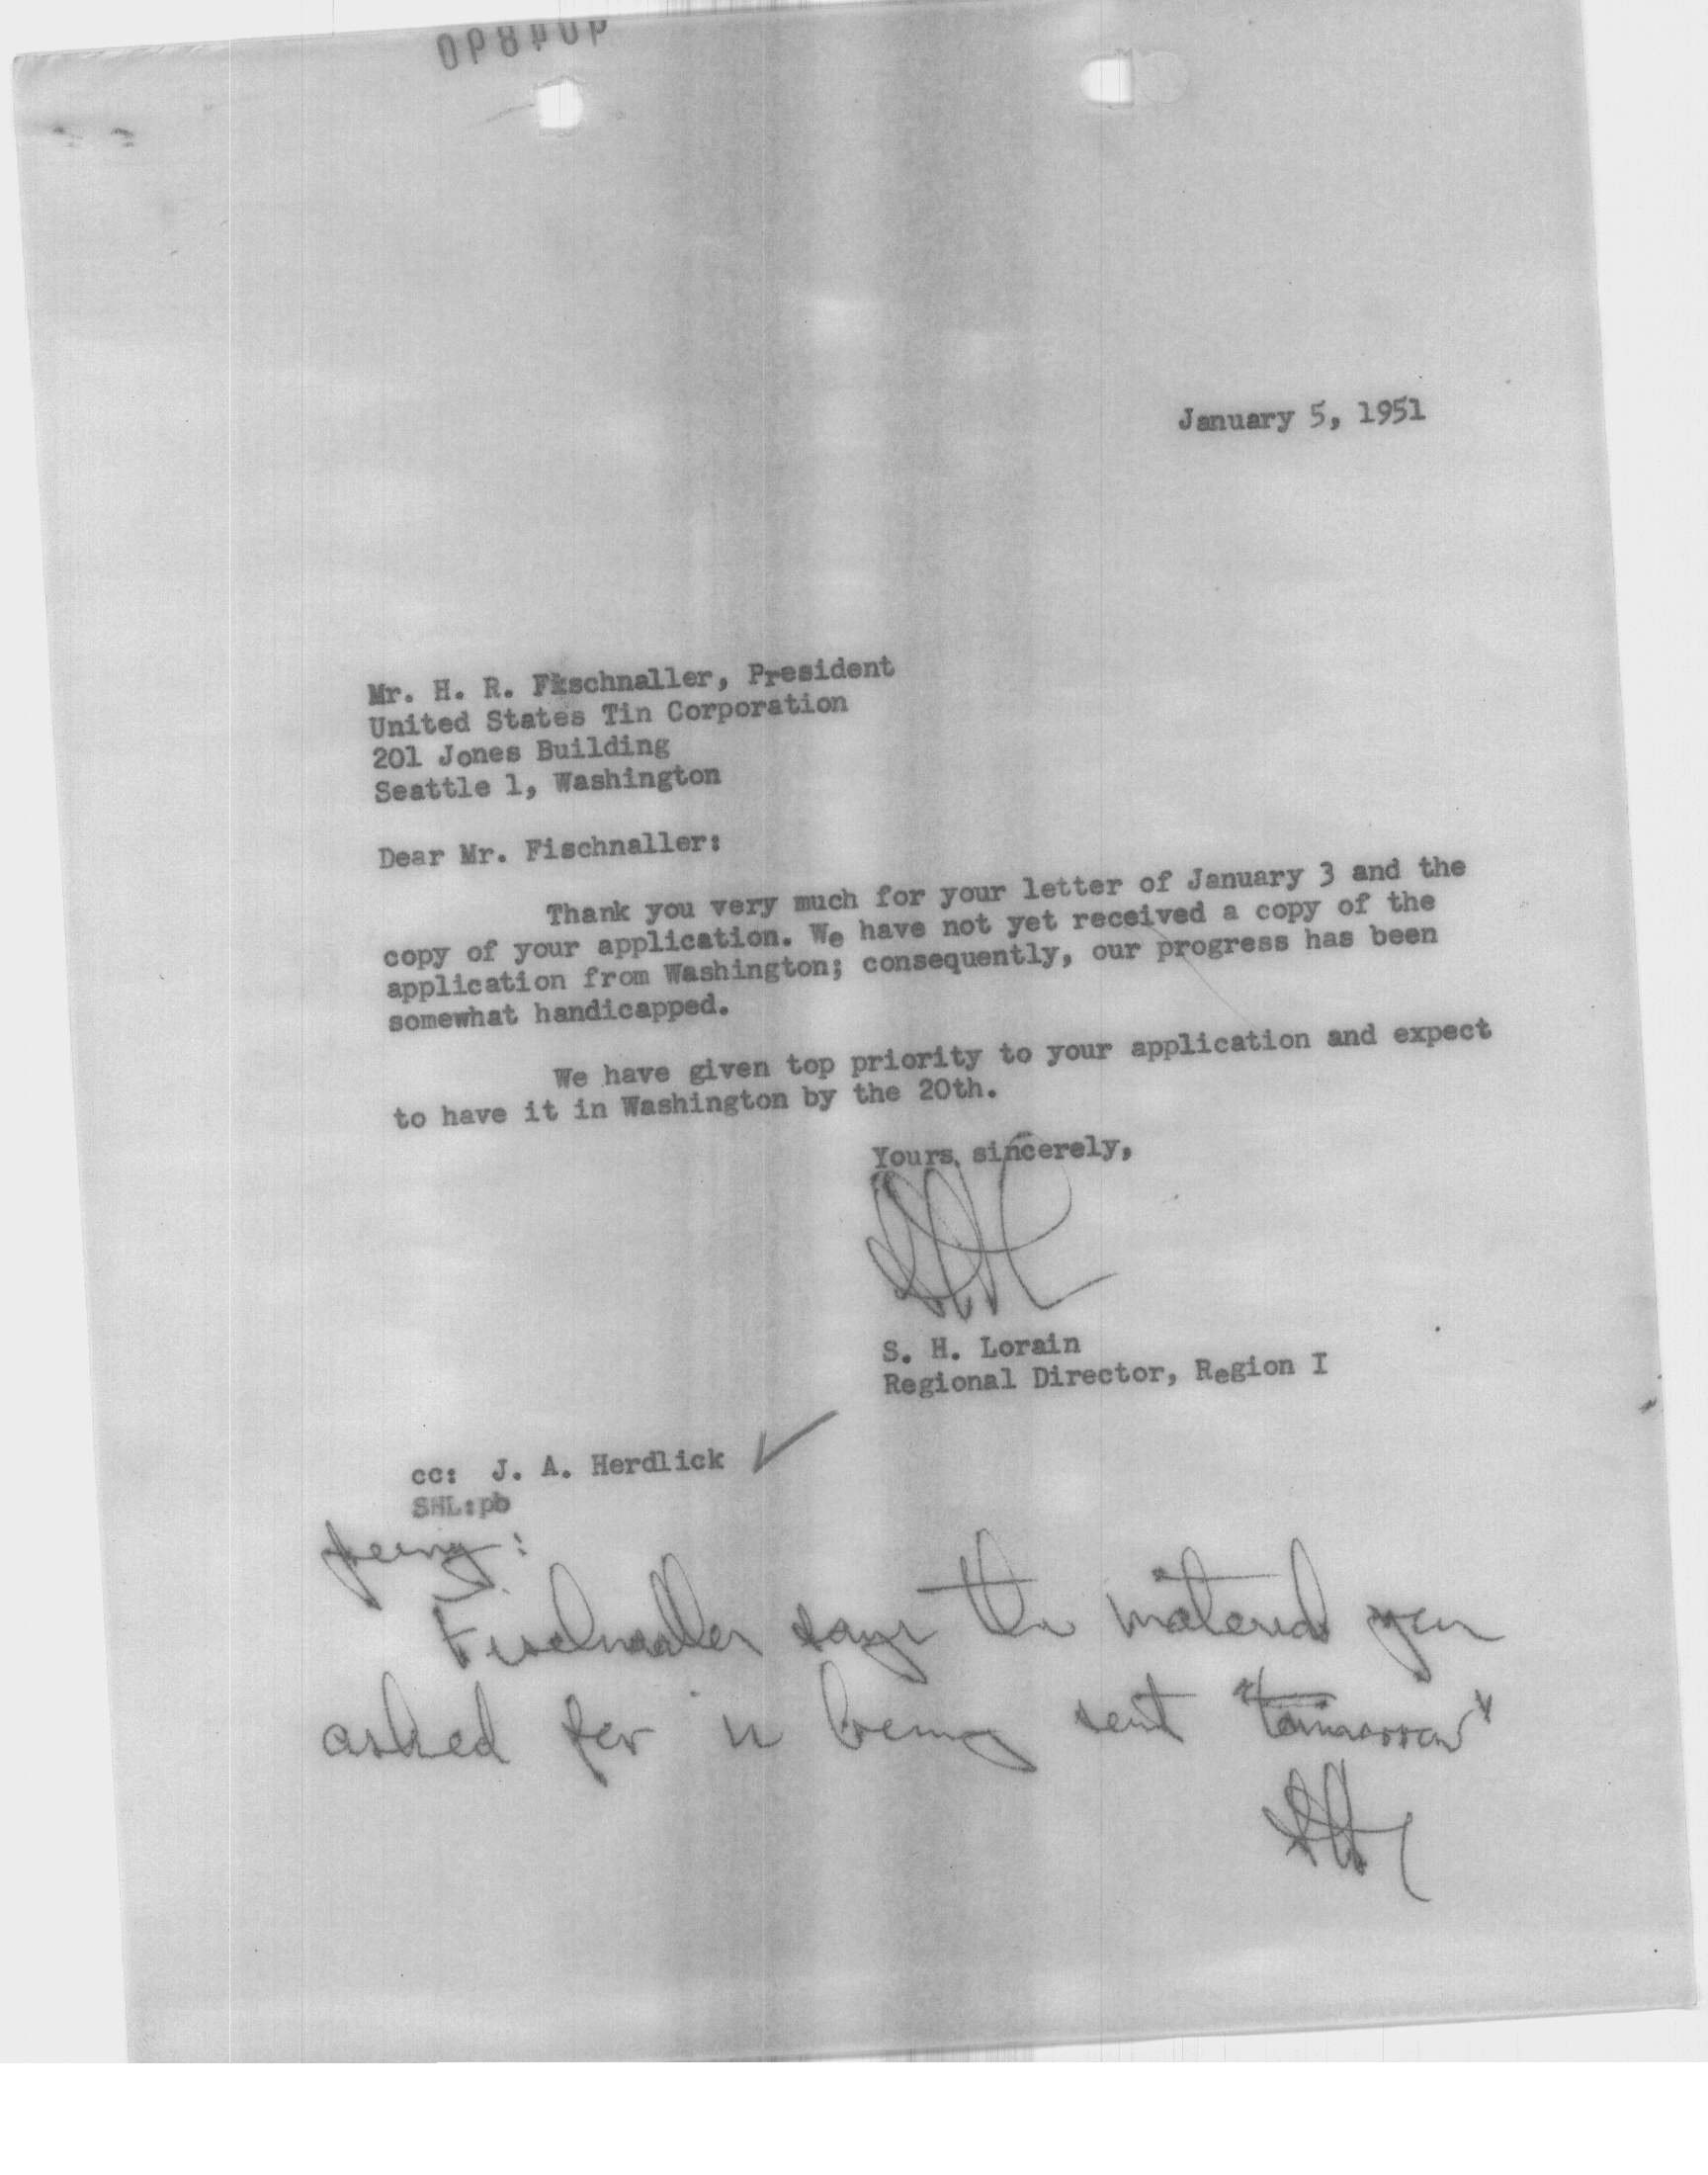 January 5, 1951
Mr. H. R. Fischnaller, President
United States Tin Corporation
201 Jones Building
Seattle 1, Washington
Dear Mr. Fischnaller:
Thank you very much for your letter of January 3 and the
copy of your application. We have not yet received a copy of the
application from Washington; consequently, our progress has been
somewhat handicapped.
We have given top priority to your application and expect
to have it in Washington by the 20th.
Yours sincerely,
S. H. Lorain
Regional Director, Region I
cc: J. A. Herdlick
SHL:pb
Fischnaller says the material you
asked for is being sent "tomorrow"